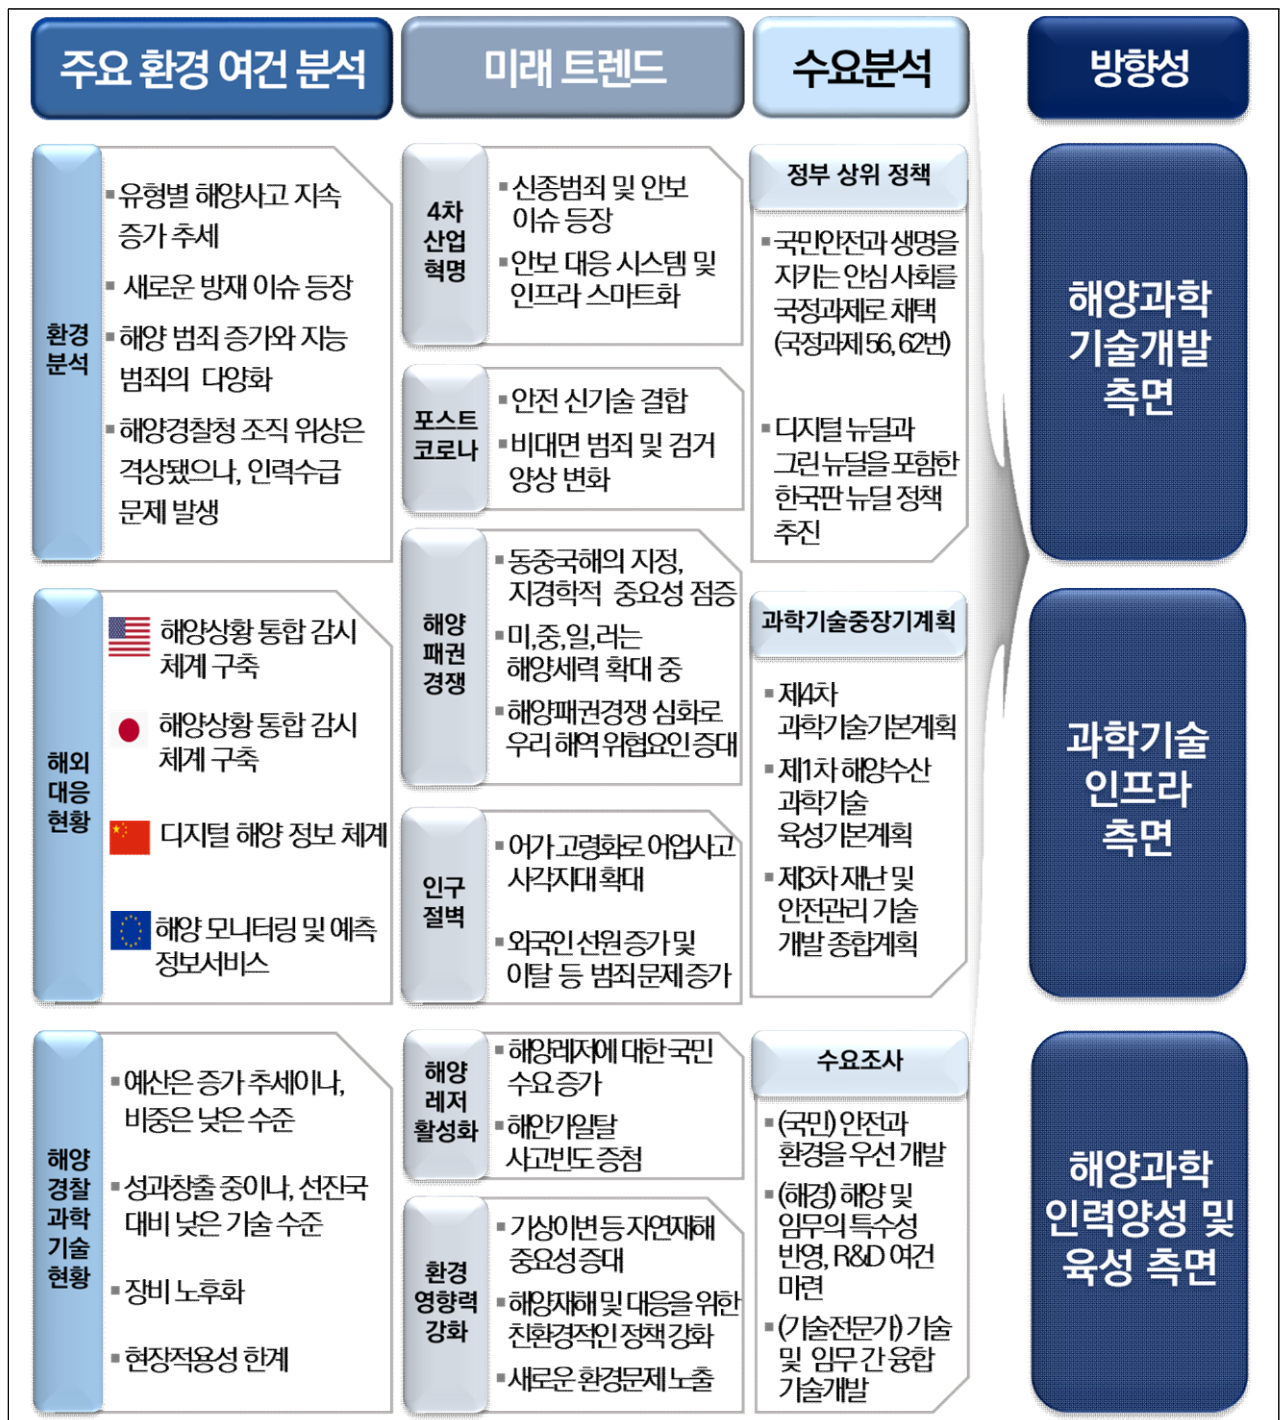 주요 환경 여건 분석
환경
분석
유형별 해양사고 지속
증가 추세
새로운 방재 이슈 등장
해양 범죄 증가와 지능
범죄의 다양화
해양경찰청 조직 위상은
격상됐으나, 인력수급
문제 발생
해외
대응
현황
해양상황 통합 감시
체계 구축
해양상황 통합 감시
체계 구축
디지털 해양 정보 체계
해양 모니터링 및 예측
정보서비스
해양
경찰
과학
기술
현황
예산은 증가 추세이나,
비중은 낮은 수준
성과창출 중이나, 선진국
대비 낮은 기술 수준
장비 노후화
현장적용성 한계
미래 트렌드
4차
산업
혁명
신종범죄 및 안보
이슈 등장
안보 대응 시스템 및
인프라 스마트화
포스트
코로나
안전 신기술 결합
비대면 범죄 및 검거
양상 변화
해양
패권
경쟁
동중국해의 지정,
지경학적 중요성 점증
미,중,일,러는
해양세력 확대 중
해양패권경쟁 심화로
우리 해역 위협요인 증대
인구
절벽
어가 고령화로 어업사고
사각지대 확대
외국인 선원 증가 및
이탈 등 범죄 문제 증가
해양
레저
활성화
해양레저에 대한 국민
수요 증가
해안가 일탈
사고빈도 증첨
환경
영향력
강화
기상이변 등 자연재해
중요성 증대
해양재해 및 대응을 위한
친환경적인 정책 강화
새로운 환경문제 노출
수요분석
정부 상위 정책
국민안전과 생명을
지키는 안심 사회를
국정과제로 채택
(국정과제 56, 62번)
디지털 뉴딜과
그린 뉴딜을 포함한
한국판 뉴딜 정책
추진
과학기술중장기계획
제4차
과학기술기본계획
제1차 해양수산
과학기술
육성기본계획
제3차 재난 및
안전관리 기술
개발 종합계획
수요조사
(국민) 안전과
환경을 우선 개발
(해경) 해양 및
임무의 특수성
반영, R&D 여건
마련
(기술전문가) 기술
및 임무 간 융합
기술개발
방향성
해양과학
기술개발
측면
과학기술
인프라
측면
해양과학
인력양성 및
육성 측면